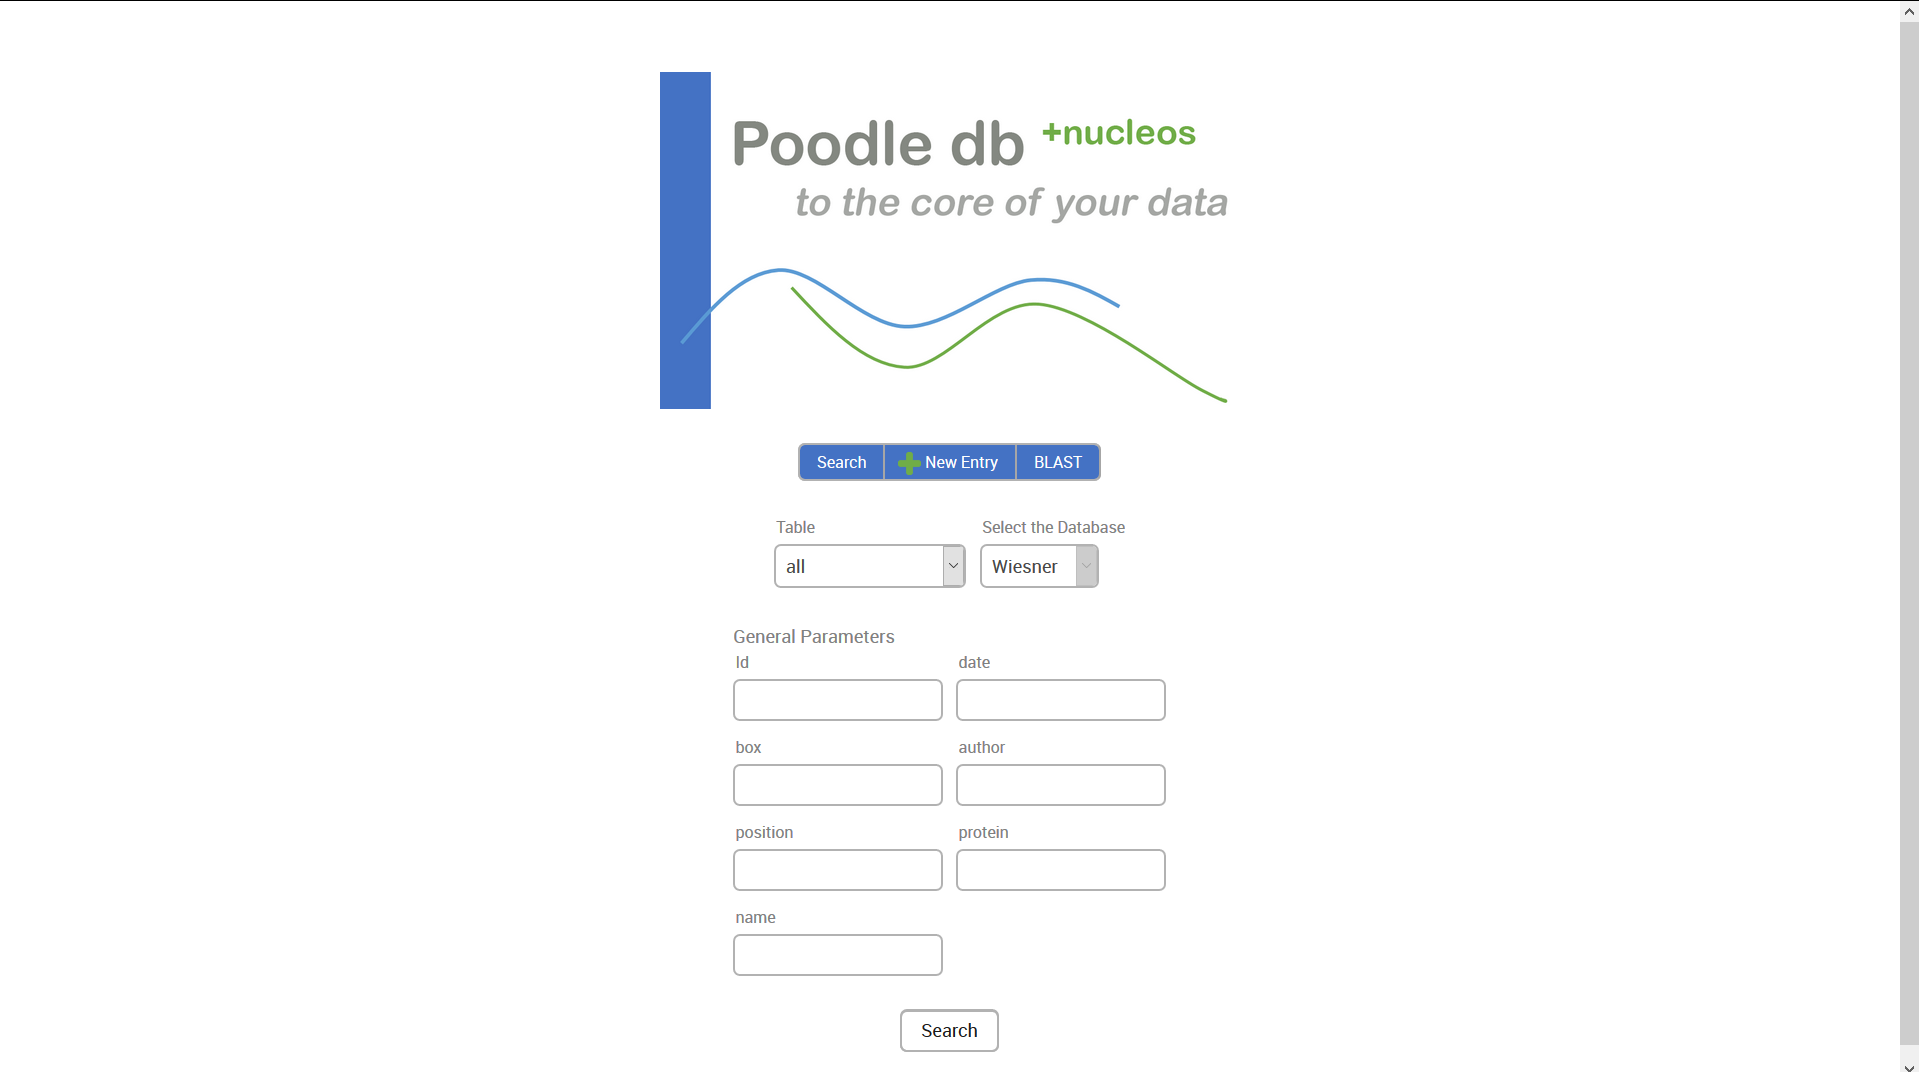 Poodle db +nucleos
to the core of your data
Search New Entry BLAST
Table Select the Database
all Wiesner
General Parameters
Id date
box author
position protein
name
Search